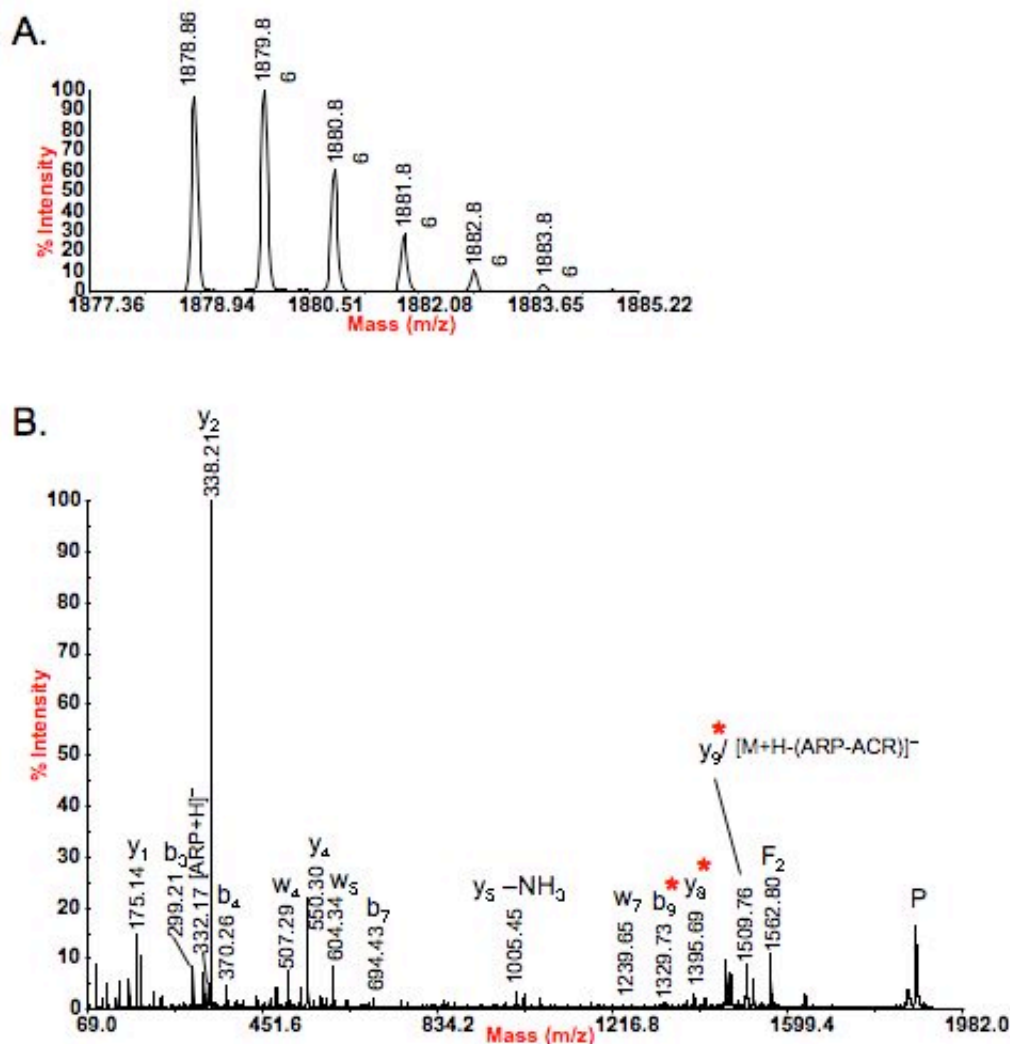 A.
1878.86
1879.8
6
1880.8
6
1881.8
6
1882.8
6
1883.8
6
100
90
80
70
60
50
40
30
20
10
0
% Intensity
1877.36 1878.94 1880.51 1882.08 1883.65 1885.22
Mass (m/z)
B.
y2
338.21
100
90
80
70
60
50
40
30
20
10
0
% Intensity
y1
175.14
b3
299.21
[ARP+H]⁻
332.17
b4
370.26
w4
507.29
y4
550.30
w5
604.34
b7
694.43
y5 –NH3
1005.45
w7
1239.65
*
b9
1329.73
*
y8
1395.69
*
y9/ [M+H-(ARP-ACR)]⁻
1509.76
F2
1562.80
P
69.0 451.6 834.2 1216.8 1599.4 1982.0
Mass (m/z)